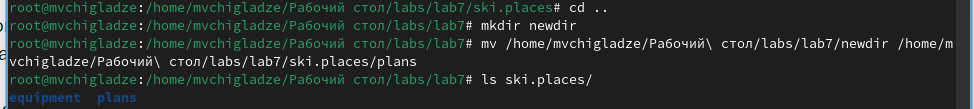 root@mvchigladze:/home/mvchigladze/Рабочий стол/labs/lab7/ski.places# cd ..
root@mvchigladze:/home/mvchigladze/Рабочий стол/labs/lab7# mkdir newdir
root@mvchigladze:/home/mvchigladze/Рабочий стол/labs/lab7# mv /home/mvchigladze/Рабочий\ стол/labs/lab7/newdir /home/m
vchigladze/Рабочий\ стол/labs/lab7/ski.places/plans
root@mvchigladze:/home/mvchigladze/Рабочий стол/labs/lab7# ls ski.places/
equipment  plans